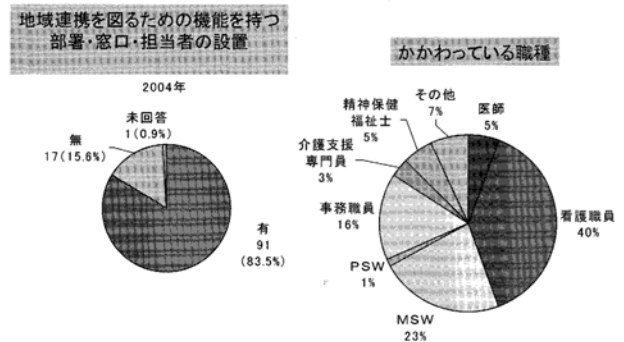 地域連携を図るための機能を持つ
部署・窓口・担当者の設置
2004年
未回答
1(0.9%)
無
17(15.6%)
有
91
(83.5%)
かかわっている職種
その他
7%
医師
5%
精神保健
福祉士
5%
介護支援
専門員
3%
事務職員
16%
看護職員
40%
PSW
1%
MSW
23%